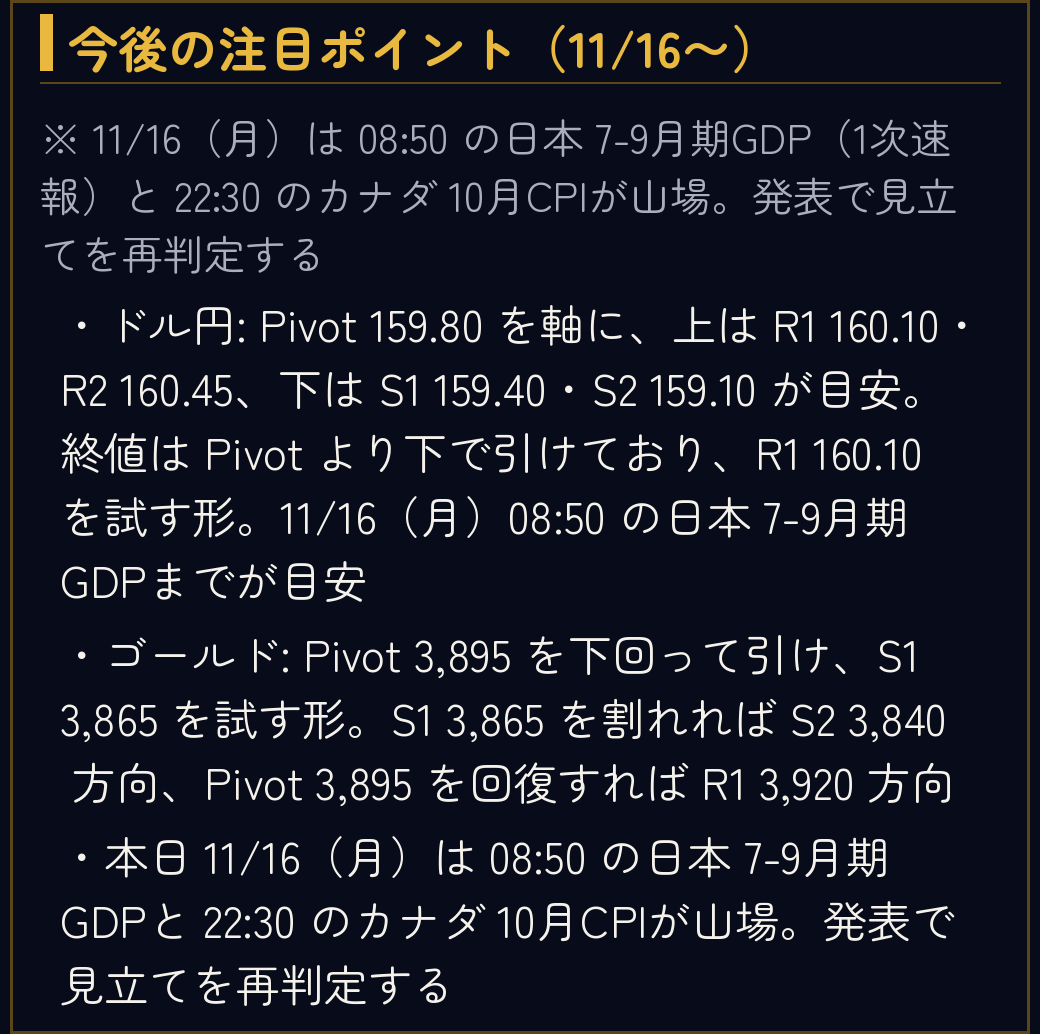 今後の注目ポイント（11/16〜）
※ 11/16（月）は 08:50 の日本 7-9月期GDP（1次速
報）と 22:30 のカナダ 10月CPIが山場。発表で見立
てを再判定する
・ドル円: Pivot 159.80 を軸に、上は R1 160.10・
R2 160.45、下は S1 159.40・S2 159.10 が目安。
終値は Pivot より下で引けており、R1 160.10
を試す形。11/16（月）08:50 の日本 7-9月期
GDPまでが目安
・ゴールド: Pivot 3,895 を下回って引け、S1
3,865 を試す形。S1 3,865 を割れれば S2 3,840
方向、Pivot 3,895 を回復すれば R1 3,920 方向
・本日 11/16（月）は 08:50 の日本 7-9月期
GDPと 22:30 のカナダ 10月CPIが山場。発表で
見立てを再判定する